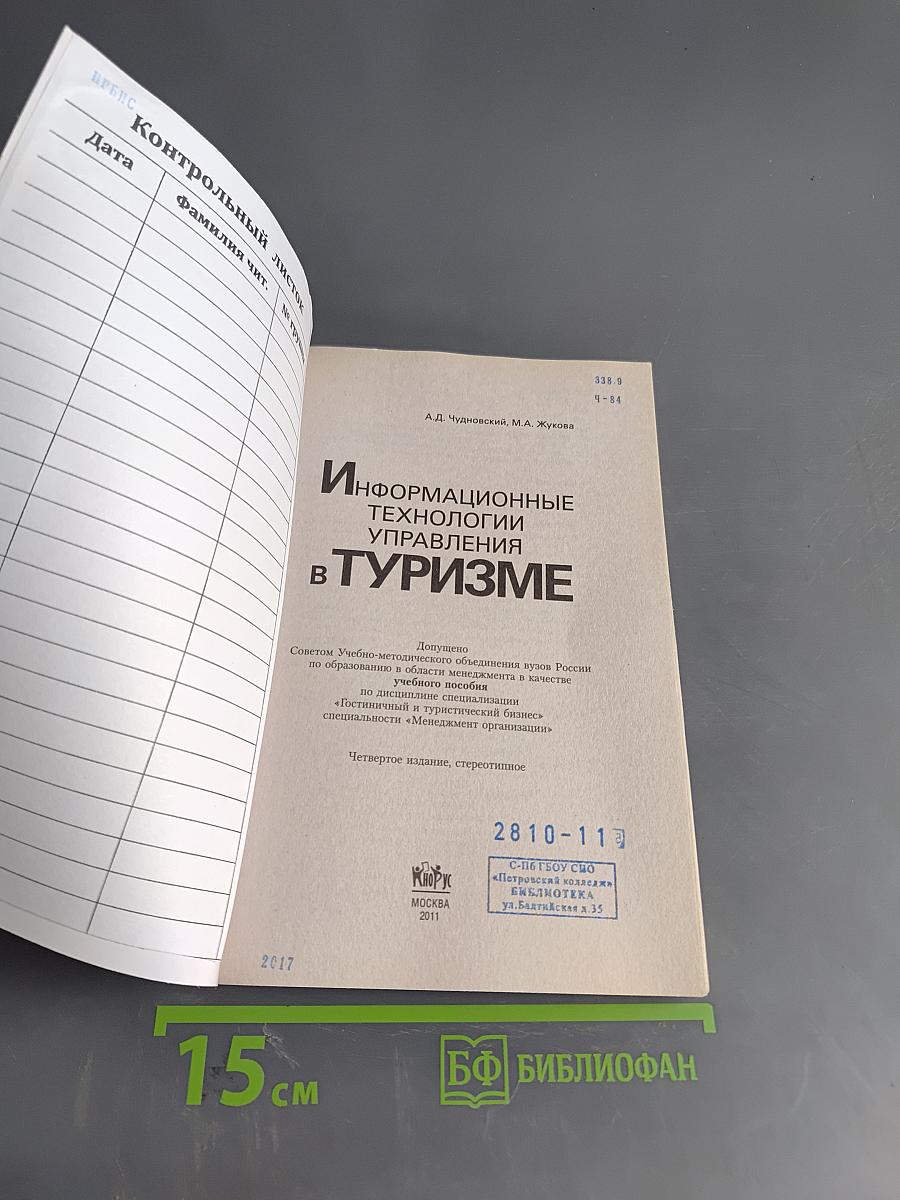 ИРБИС
Контрольный листок
Дата
Фамилия чит.
№ группы
338.9
Ч-84
А.Д. Чудновский, М.А. Жукова
Информационные
технологии
управления
в ТУРИЗМЕ
Допущено
Советом Учебно-методического объединения вузов России
по образованию в области менеджмента в качестве
учебного пособия
по дисциплине специализации
«Гостиничный и туристический бизнес»
специальности «Менеджмент организации»
Четвертое издание, стереотипное
2810-11
С-Пб ГБОУ СПО
«Петровский колледж»
БИБЛИОТЕКА
ул.Балтийская д.35
КНОРУС
МОСКВА
2011
2017
15 см
БФ БИБЛИОФАН